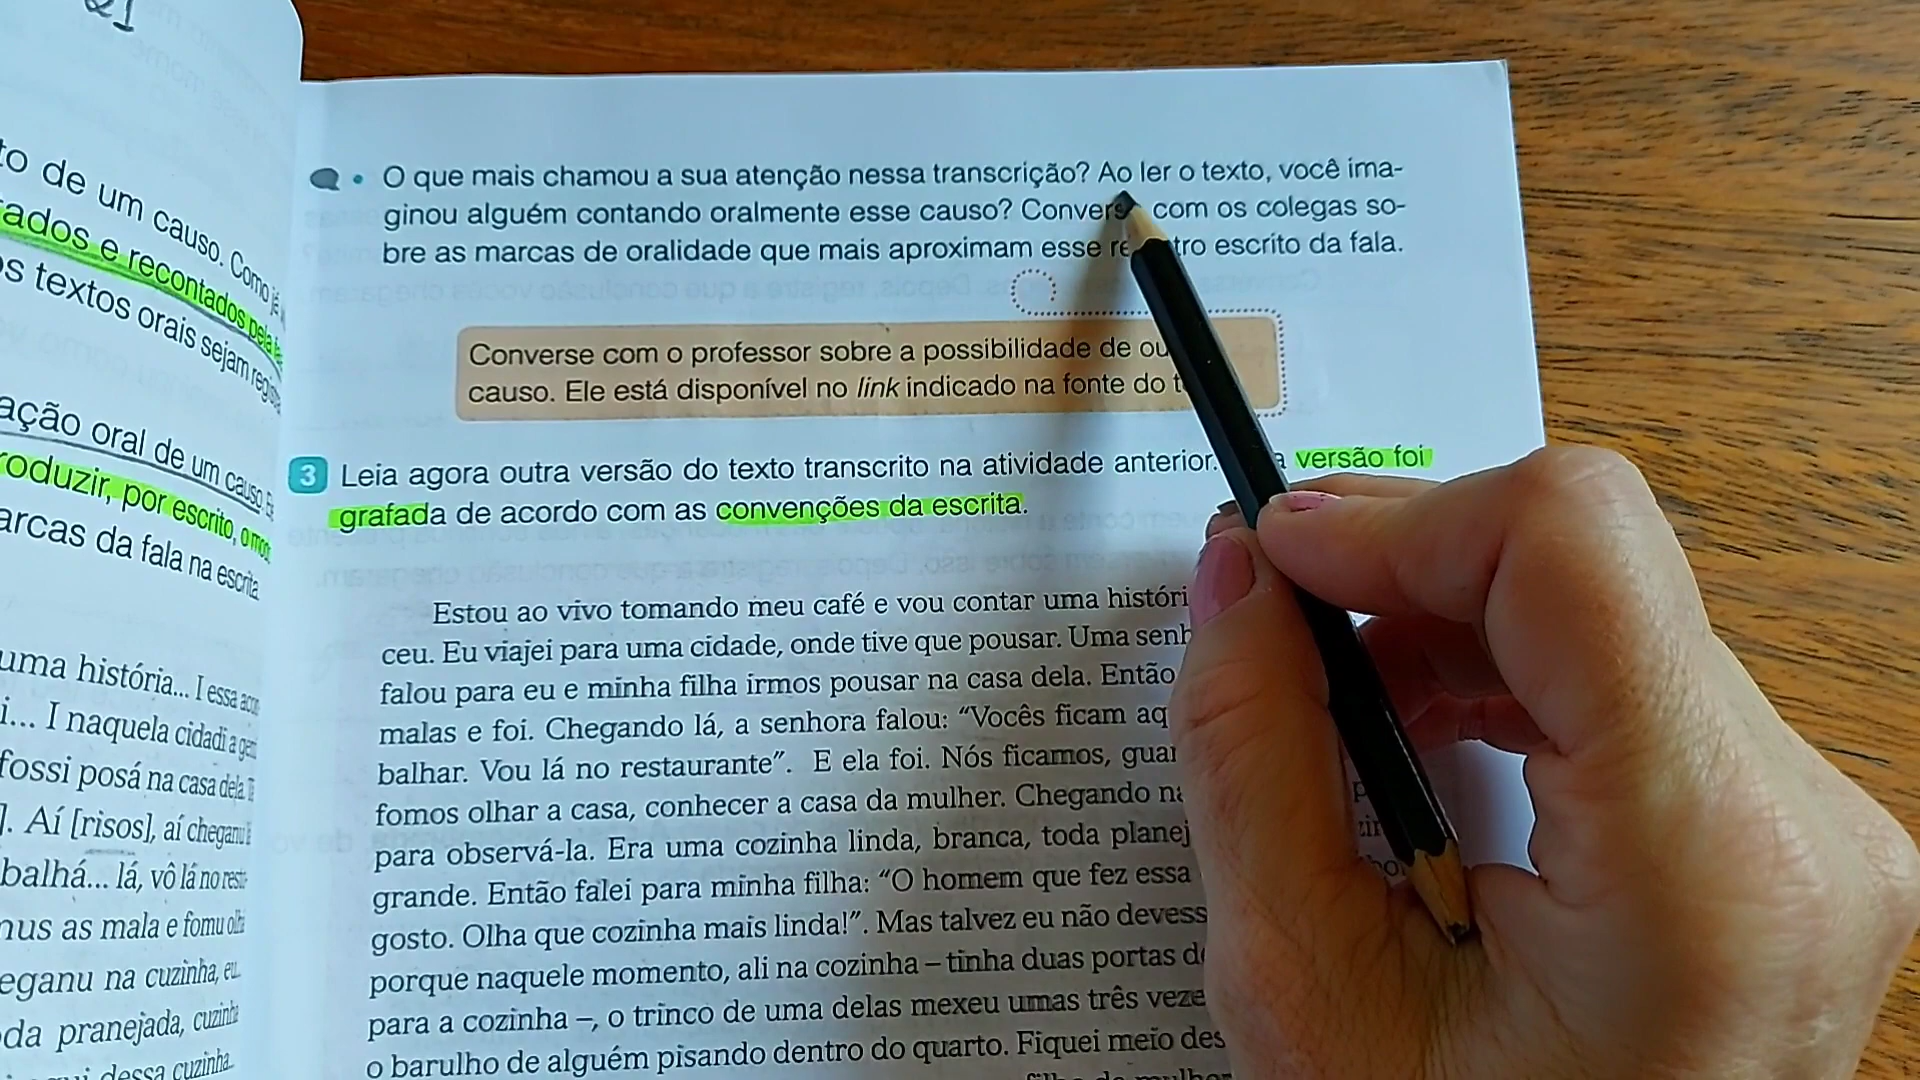 21
to de um causo. Como já
ados e recontados pela
os textos orais sejam
ação oral de um causo.
roduzir, por escrito, o
arcas da fala na escrita
uma história... I essa
i... I naquela cidadi a
fossi posá na casa dela
]. Aí [risos], aí cheganu
balhá... lá, vô lá no
nus as mala e fomu
eganu na cuzinha, eu
da pranejada,
dessa cuzinha.
• O que mais chamou a sua atenção nessa transcrição? Ao ler o texto, você ima-
ginou alguém contando oralmente esse causo? Convers com os colegas so-
bre as marcas de oralidade que mais aproximam esse re tro escrito da fala.
Converse com o professor sobre a possibilidade de ou
causo. Ele está disponível no link indicado na fonte do t
3 Leia agora outra versão do texto transcrito na atividade anterior. a versão foi
grafada de acordo com as convenções da escrita.
Estou ao vivo tomando meu café e vou contar uma históri
ceu. Eu viajei para uma cidade, onde tive que pousar. Uma senh
falou para eu e minha filha irmos pousar na casa dela. Então
malas e foi. Chegando lá, a senhora falou: “Vocês ficam aq
balhar. Vou lá no restaurante”. E ela foi. Nós ficamos, guar
fomos olhar a casa, conhecer a casa da mulher. Chegando na
para observá-la. Era uma cozinha linda, branca, toda planej
grande. Então falei para minha filha: “O homem que fez essa
gosto. Olha que cozinha mais linda!”. Mas talvez eu não devess
porque naquele momento, ali na cozinha – tinha duas portas de
para a cozinha –, o trinco de uma delas mexeu umas três veze
o barulho de alguém pisando dentro do quarto. Fiquei meio des